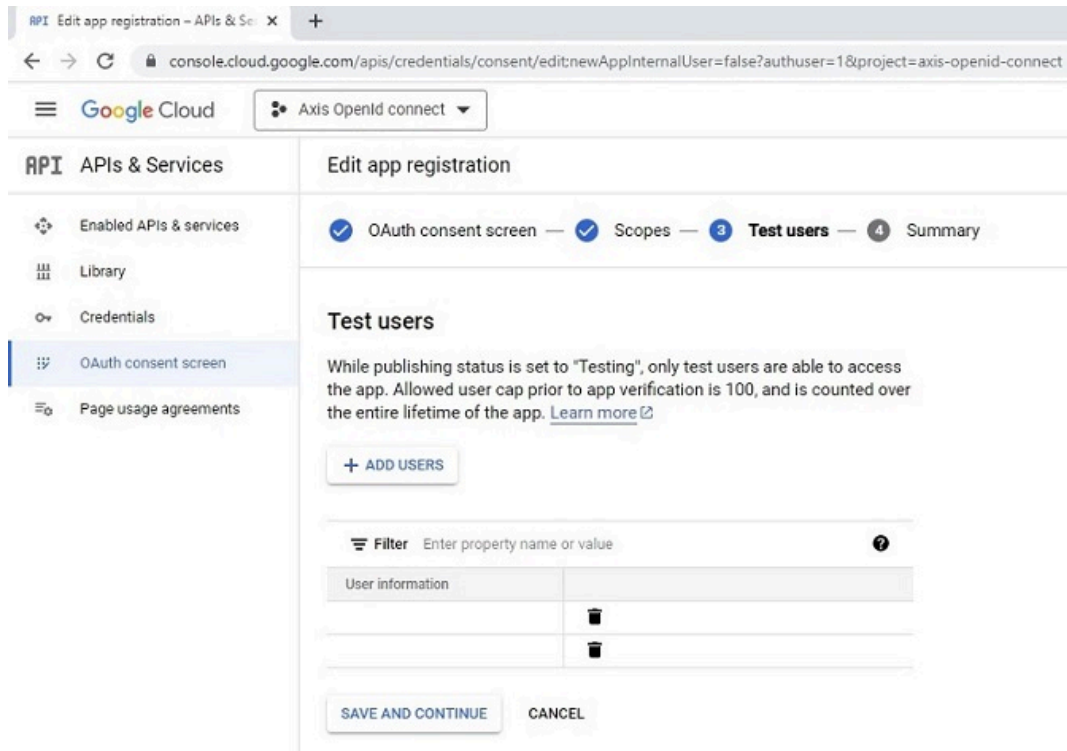 API Edit app registration – APIs & Se
console.cloud.google.com/apis/credentials/consent/edit;newAppInternalUser=false?authuser=1&project=axis-openid-connect
Google Cloud
Axis OpenId connect
API APIs & Services
Edit app registration
Enabled APIs & services
Library
Credentials
OAuth consent screen
Page usage agreements
OAuth consent screen — Scopes — 3 Test users — 4 Summary
Test users
While publishing status is set to "Testing", only test users are able to access
the app. Allowed user cap prior to app verification is 100, and is counted over
the entire lifetime of the app. Learn more
+ ADD USERS
Filter Enter property name or value
User information
SAVE AND CONTINUE CANCEL